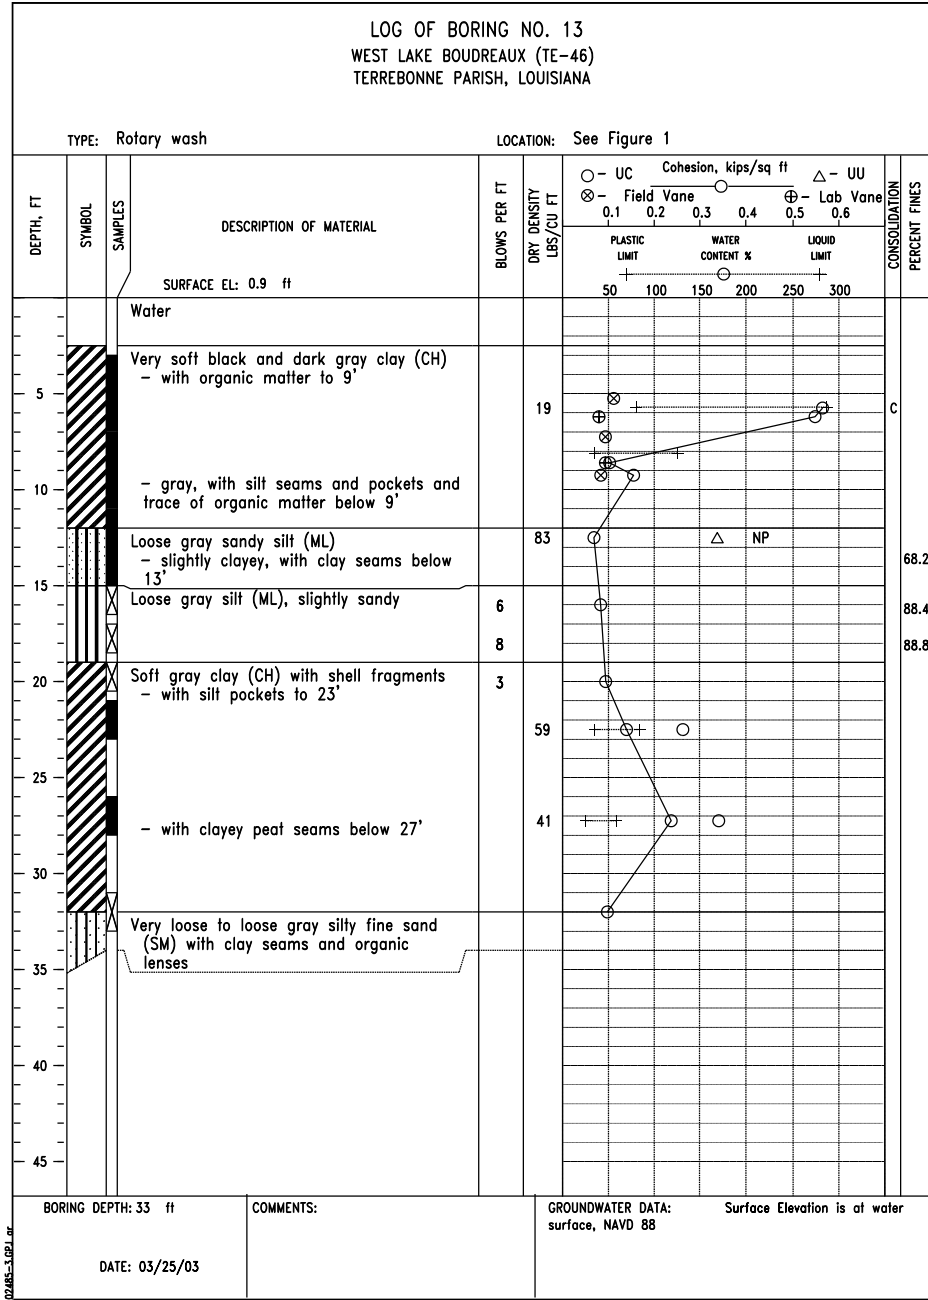 LOG OF BORING NO. 13
WEST LAKE BOUDREAUX (TE-46)
TERREBONNE PARISH, LOUISIANA
TYPE: Rotary wash
LOCATION: See Figure 1
DEPTH, FT
SYMBOL
SAMPLES
DESCRIPTION OF MATERIAL
SURFACE EL: 0.9 ft
BLOWS PER FT
DRY DENSITY
LBS/CU FT
Cohesion, kips/sq ft
- UC
- UU
- Field Vane
- Lab Vane
0.1 0.2 0.3 0.4 0.5 0.6
PLASTIC LIMIT
WATER CONTENT %
LIQUID LIMIT
50 100 150 200 250 300
CONSOLIDATION
PERCENT FINES
Water
Very soft black and dark gray clay (CH)
- with organic matter to 9'
5
19
C
- gray, with silt seams and pockets and
trace of organic matter below 9'
10
Loose gray sandy silt (ML)
- slightly clayey, with clay seams below
13'
83
NP
68.2
15
Loose gray silt (ML), slightly sandy
6
88.4
8
88.8
Soft gray clay (CH) with shell fragments
- with silt pockets to 23'
20
3
59
25
- with clayey peat seams below 27'
41
30
Very loose to loose gray silty fine sand
(SM) with clay seams and organic
lenses
35
40
45
BORING DEPTH: 33 ft
DATE: 03/25/03
COMMENTS:
GROUNDWATER DATA: Surface Elevation is at water
surface, NAVD 88